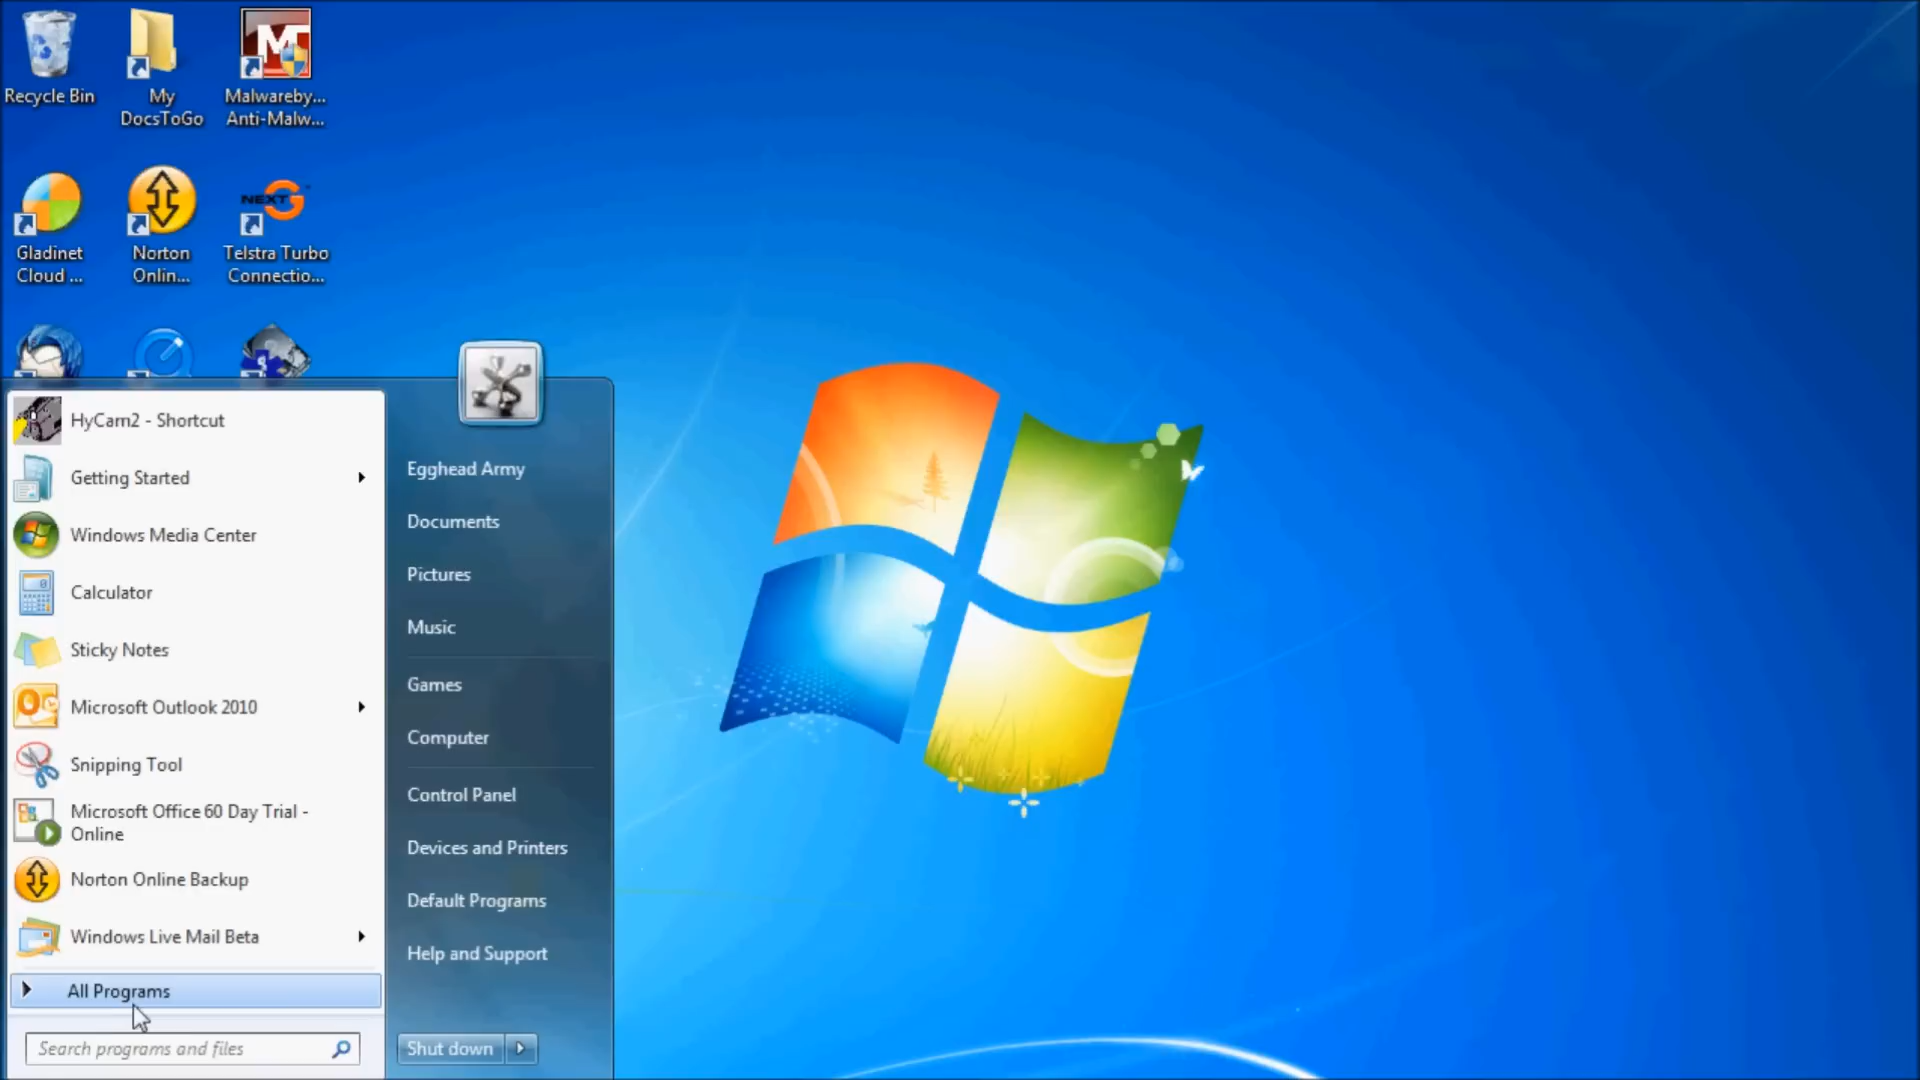 Recycle Bin
My
DocsToGo
Malwareby...
Anti-Malw...
Gladinet
Cloud ...
Norton
Onlin...
NEXT G
Telstra Turbo
Connectio...
HyCam2 - Shortcut
Getting Started
Windows Media Center
Calculator
Sticky Notes
Microsoft Outlook 2010
Snipping Tool
Microsoft Office 60 Day Trial -
Online
Norton Online Backup
Windows Live Mail Beta
All Programs
Search programs and files
Egghead Army
Documents
Pictures
Music
Games
Computer
Control Panel
Devices and Printers
Default Programs
Help and Support
Shut down